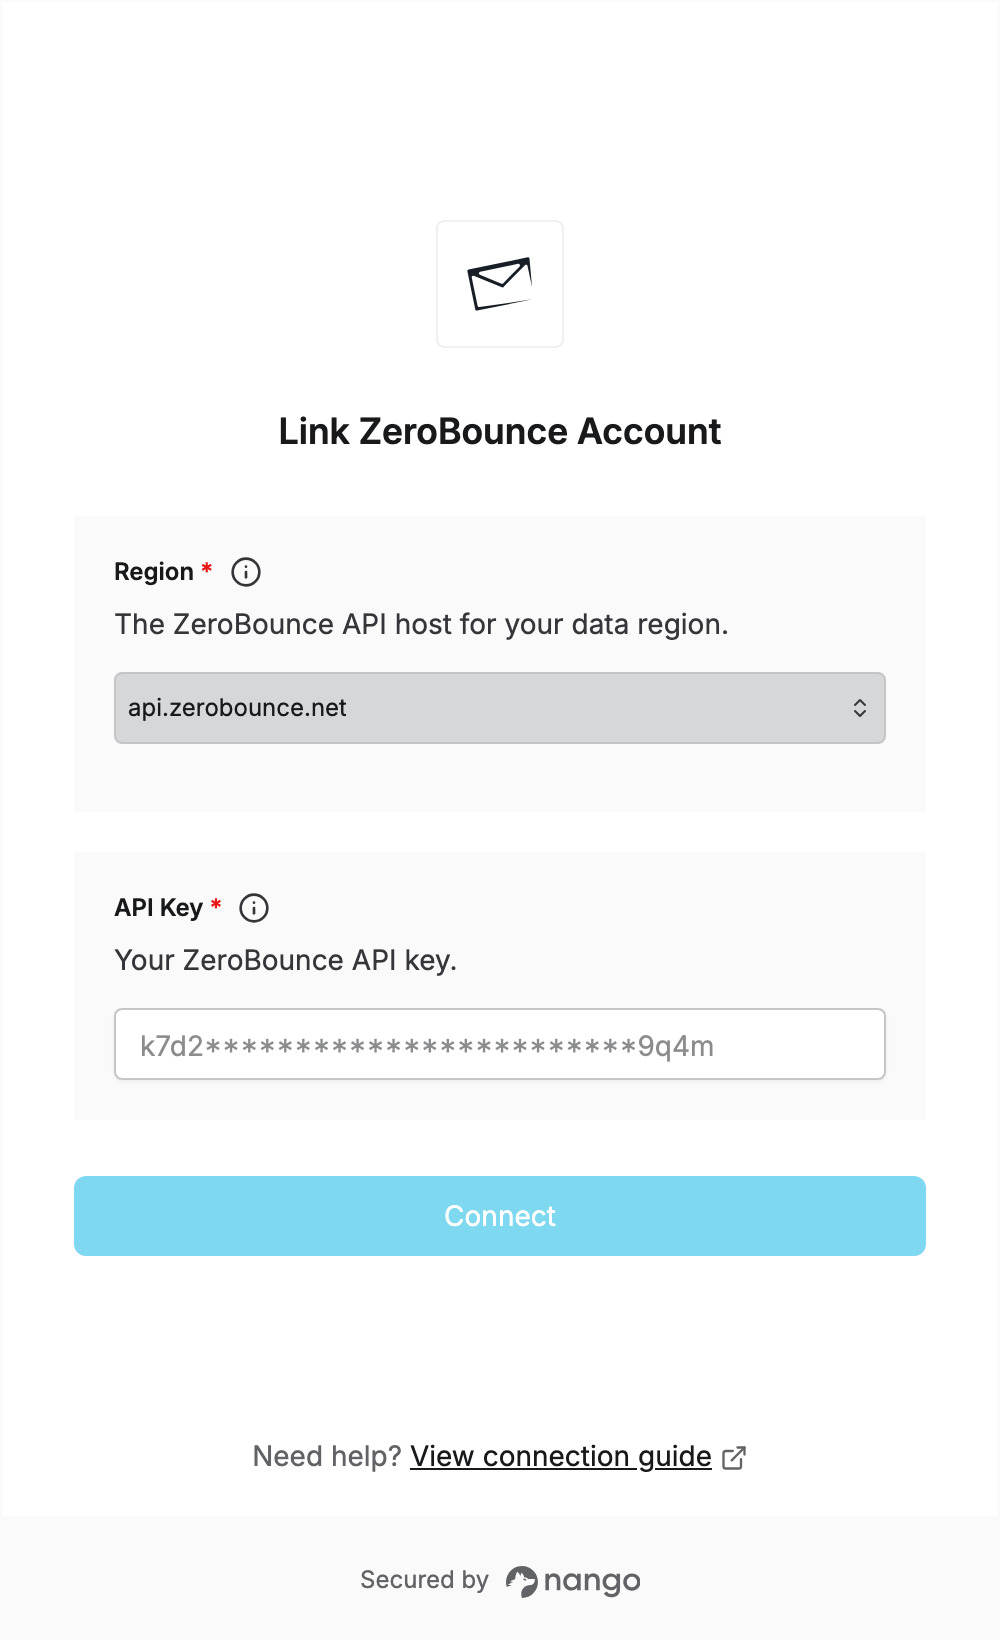 Link ZeroBounce Account
Region *
The ZeroBounce API host for your data region.
api.zerobounce.net
API Key *
Your ZeroBounce API key.
k7d2************************9q4m
Connect
Need help? View connection guide
Secured by nango